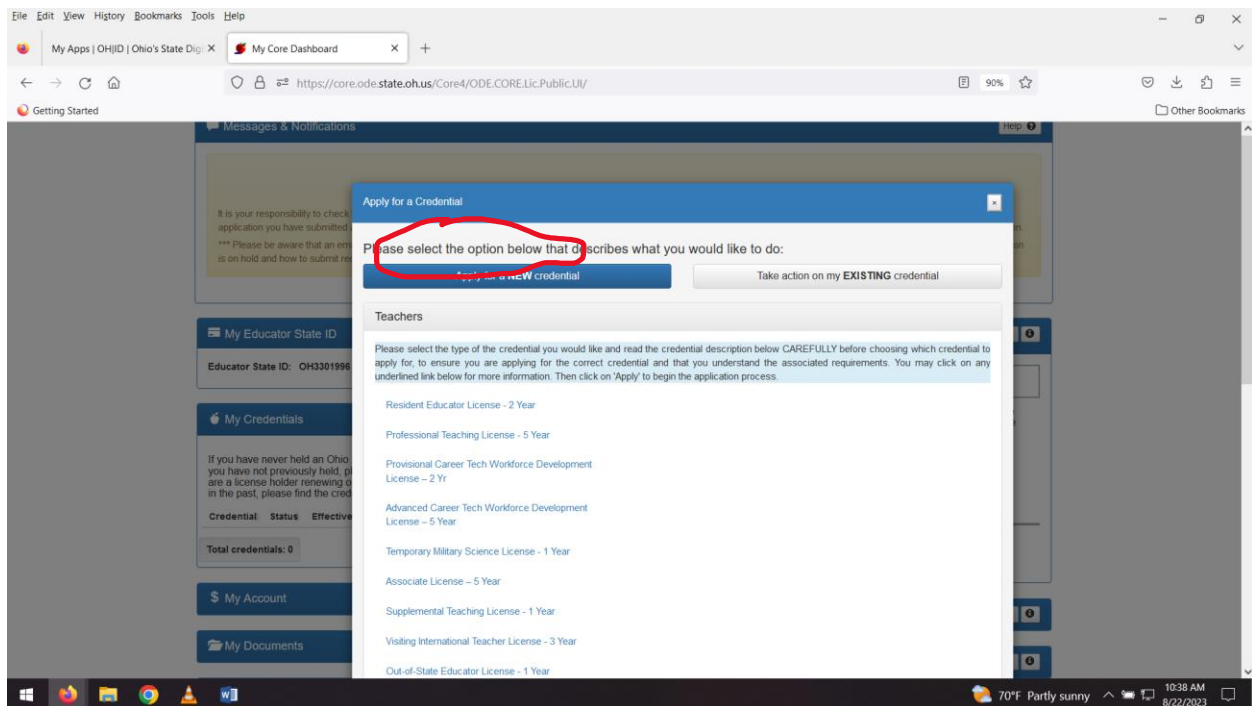 File Edit View History Bookmarks Tools Help
My Apps | OH|ID | Ohio's State Dig
My Core Dashboard
https://core.ode.state.oh.us/Core4/ODE.CORE.Lic.Public.UI/
90%
Getting Started
Other Bookmarks
Messages & Notifications
Help
It is your responsibility to check
application you have submitted
*** Please be aware that an em
is on hold and how to submit re
Apply for a Credential
Please select the option below that describes what you would like to do:
Apply for a NEW credential
Take action on my EXISTING credential
Teachers
Please select the type of the credential you would like and read the credential description below CAREFULLY before choosing which credential to
apply for, to ensure you are applying for the correct credential and that you understand the associated requirements. You may click on any
underlined link below for more information. Then click on 'Apply' to begin the application process.
Resident Educator License - 2 Year
Professional Teaching License - 5 Year
Provisional Career Tech Workforce Development
License – 2 Yr
Advanced Career Tech Workforce Development
License – 5 Year
Temporary Military Science License - 1 Year
Associate License – 5 Year
Supplemental Teaching License - 1 Year
Visiting International Teacher License - 3 Year
Out-of-State Educator License - 1 Year
My Educator State ID
Educator State ID: OH3301996
My Credentials
If you have never held an Ohio
you have not previously held, pl
are a license holder renewing o
in the past, please find the cred
Credential Status Effective
Total credentials: 0
My Account
My Documents
70°F Partly sunny
10:38 AM
8/22/2023